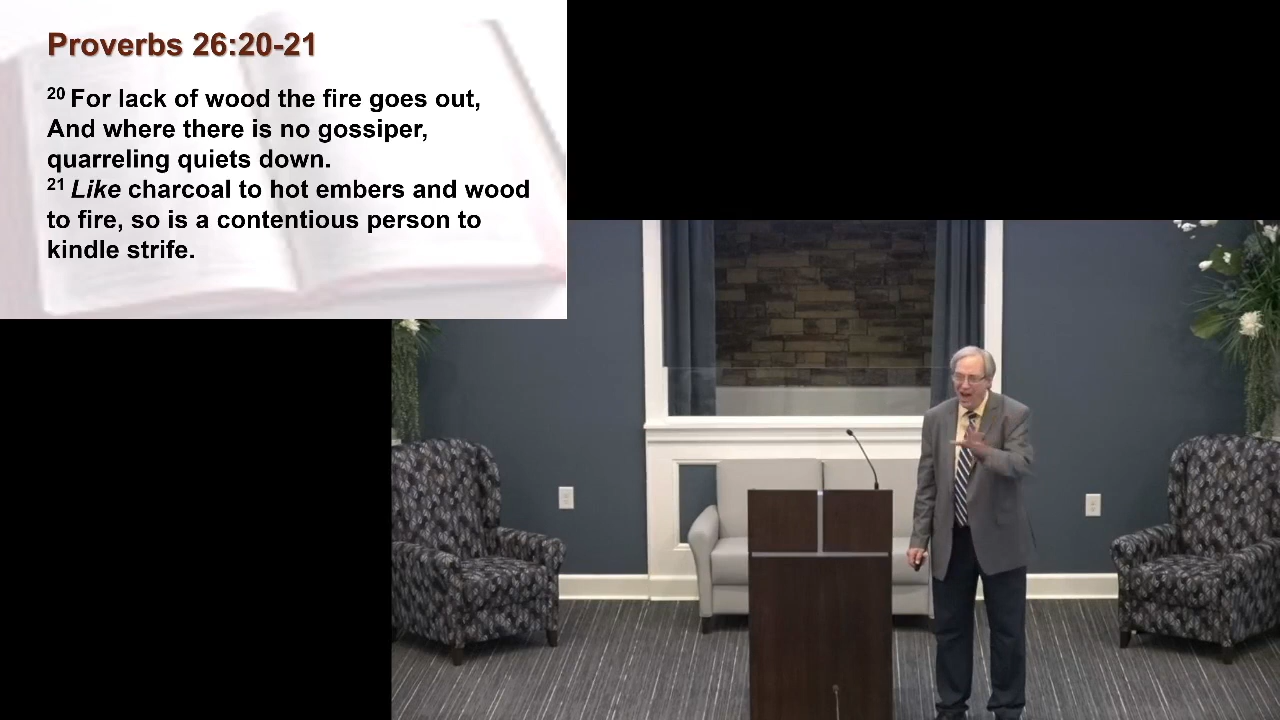 Proverbs 26:20-21
20 For lack of wood the fire goes out,
And where there is no gossiper,
quarreling quiets down.
21 Like charcoal to hot embers and wood
to fire, so is a contentious person to
kindle strife.